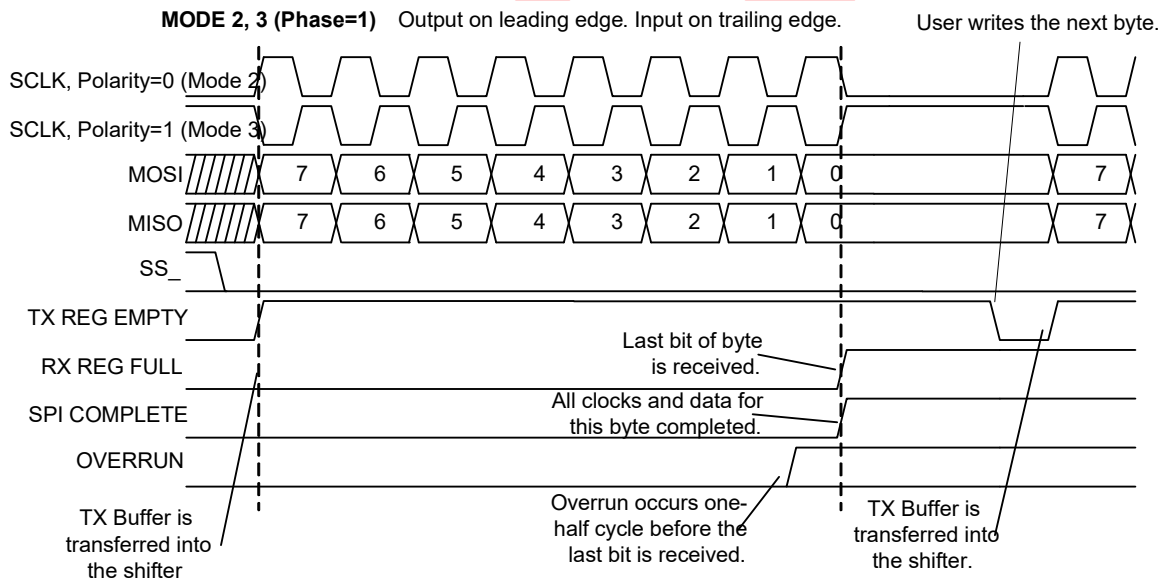 MODE 2, 3 (Phase=1) Output on leading edge. Input on trailing edge.
User writes the next byte.
SCLK, Polarity=0 (Mode 2)
SCLK, Polarity=1 (Mode 3)
MOSI 7 6 5 4 3 2 1 0 7
MISO 7 6 5 4 3 2 1 0 7
SS_
TX REG EMPTY
Last bit of byte
is received.
RX REG FULL
All clocks and data for
this byte completed.
SPI COMPLETE
OVERRUN
TX Buffer is
transferred into
the shifter
Overrun occurs one-
half cycle before the
last bit is received.
TX Buffer is
transferred into
the shifter.